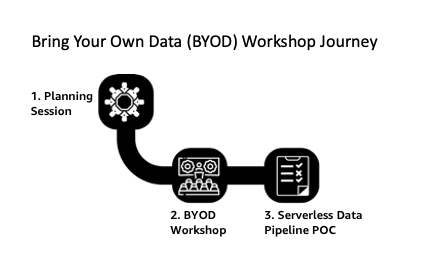 Bring Your Own Data (BYOD) Workshop Journey
1. Planning
Session
2. BYOD
Workshop
3. Serverless Data
Pipeline POC